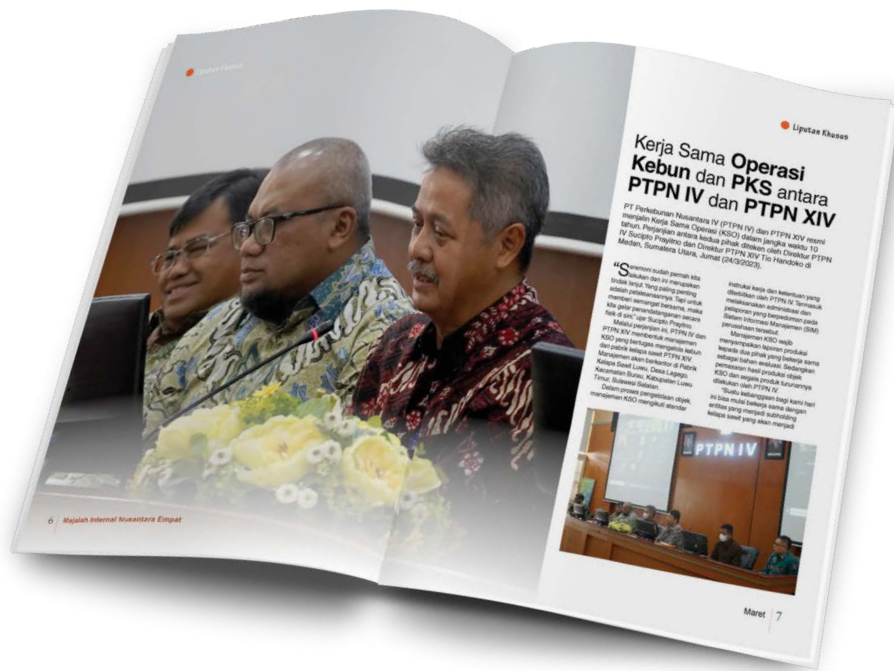 Liputan Khusus
6 Majalah Internal Nusantara Empat
Liputan Khusus
Kerja Sama Operasi
Kebun dan PKS antara
PTPN IV dan PTPN XIV
PT Perkebunan Nusantara IV (PTPN IV) dan PTPN XIV resmi
menjalin Kerja Sama Operasi (KSO) dalam jangka waktu 10
tahun. Perjanjian antara kedua pihak diteken oleh Direktur PTPN
IV Sucipto Prayitno dan Direktur PTPN XIV Tio Handoko di
Medan, Sumatera Utara, Jumat (24/3/2023).
“Seremoni sudah pernah kita
lakukan dan ini merupakan
tindak lanjut. Yang paling penting
adalah pelaksanaannya. Tapi untuk
memberi semangat bersama, maka
kita gelar penandatanganan secara
fisik di sini,” ujar Sucipto Prayitno.
Melalui perjanjian ini, PTPN IV dan
PTPN XIV membentuk manajemen
KSO yang bertugas mengelola kebun
dan pabrik kelapa sawit PTPN XIV.
Manajemen akan berkantor di Pabrik
Kelapa Sawit Luwu, Desa Lagego,
Kecamatan Burau, Kabupaten Luwu
Timur, Sulawesi Selatan.
Dalam proses pengelolaan objek,
manajemen KSO mengikuti standar
instruksi kerja dan ketentuan yang
diterbitkan oleh PTPN IV. Termasuk
melaksanakan administrasi dan
pelaporan yang berpedoman pada
Sistem Informasi Manajemen (SIM)
perusahaan tersebut.
Manajemen KSO wajib
menyampaikan laporan produksi
kepada dua pihak yang bekerja sama
sebagai bahan evaluasi. Sedangkan
pemasaran hasil produksi objek
KSO dan segala produk turunannya
dilakukan oleh PTPN IV.
“Suatu kebanggaan bagi kami hari
ini bisa mulai bekerja sama dengan
entitas yang menjadi subholding
kelapa sawit yang akan menjadi
PTPN IV
Maret 7